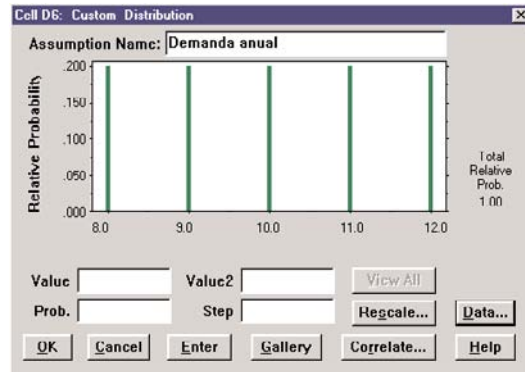 Cell D6: Custom Distribution
Assumption Name: Demanda anual
Relative Probability
.200
.150
.100
.050
.000
8.0 9.0 10.0 11.0 12.0
Total
Relative
Prob.
1.00
Value Value2 View All
Prob. Step Rescale... Data...
OK Cancel Enter Gallery Correlate... Help